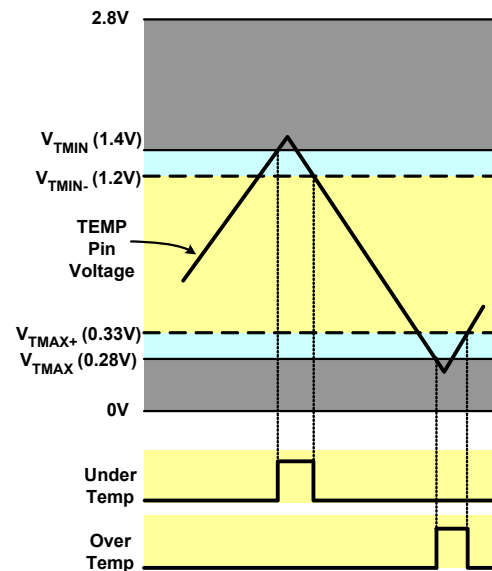 2.8V
VTMIN (1.4V)
VTMIN- (1.2V)
TEMP
Pin
Voltage
VTMAX+ (0.33V)
VTMAX (0.28V)
0V
Under
Temp
Over
Temp